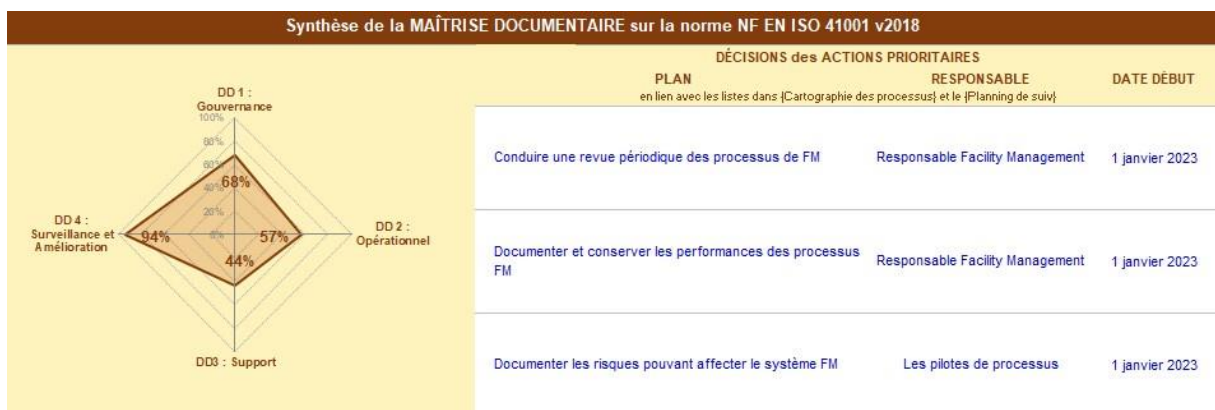 Synthèse de la MAÎTRISE DOCUMENTAIRE sur la norme NF EN ISO 41001 v2018
DD 1 :
Gouvernance
100%
80%
60%
40%
20%
0%
68%
57%
44%
94%
DD 2 :
Opérationnel
DD3 : Support
DD 4 :
Surveillance et
Amélioration
DÉCISIONS des ACTIONS PRIORITAIRES
PLAN RESPONSABLE DATE DÉBUT
en lien avec les listes dans {Cartographie des processus} et le {Planning de suiv}
Conduire une revue périodique des processus de FM Responsable Facility Management 1 janvier 2023
Documenter et conserver les performances des processus
FM Responsable Facility Management 1 janvier 2023
Documenter les risques pouvant affecter le système FM Les pilotes de processus 1 janvier 2023